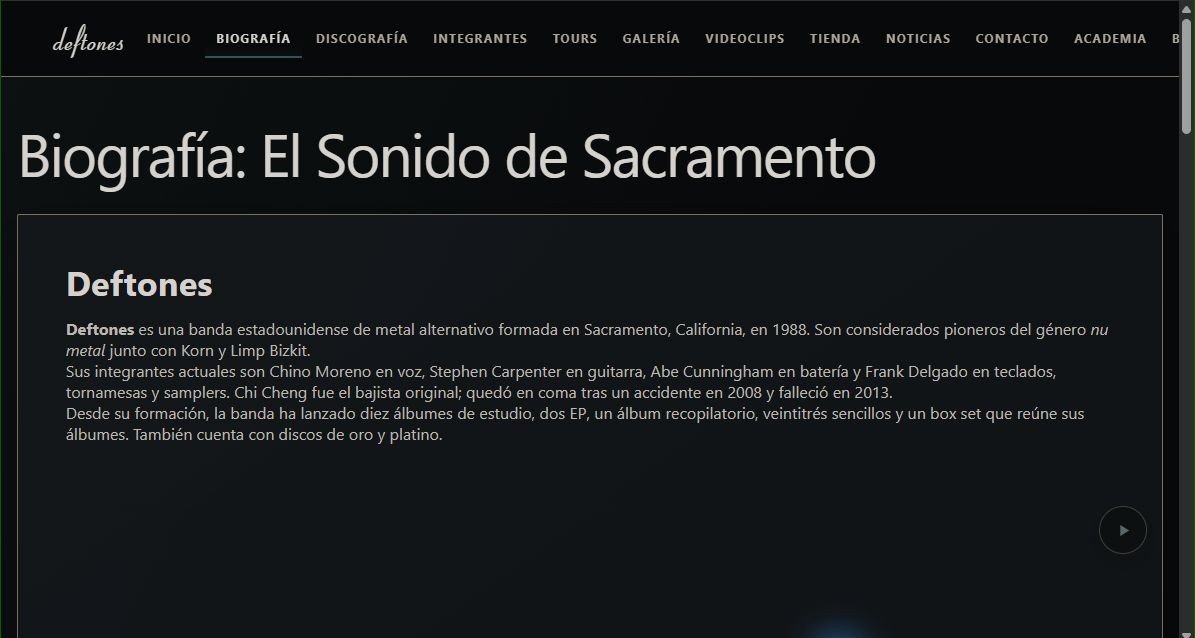 deftones
INICIO BIOGRAFÍA DISCOGRAFÍA INTEGRANTES TOURS GALERÍA VIDEOCLIPS TIENDA NOTICIAS CONTACTO ACADEMIA
Biografía: El Sonido de Sacramento
Deftones
Deftones es una banda estadounidense de metal alternativo formada en Sacramento, California, en 1988. Son considerados pioneros del género nu
metal junto con Korn y Limp Bizkit.
Sus integrantes actuales son Chino Moreno en voz, Stephen Carpenter en guitarra, Abe Cunningham en batería y Frank Delgado en teclados,
tornamesas y samplers. Chi Cheng fue el bajista original; quedó en coma tras un accidente en 2008 y falleció en 2013.
Desde su formación, la banda ha lanzado diez álbumes de estudio, dos EP, un álbum recopilatorio, veintitrés sencillos y un box set que reúne sus
álbumes. También cuenta con discos de oro y platino.